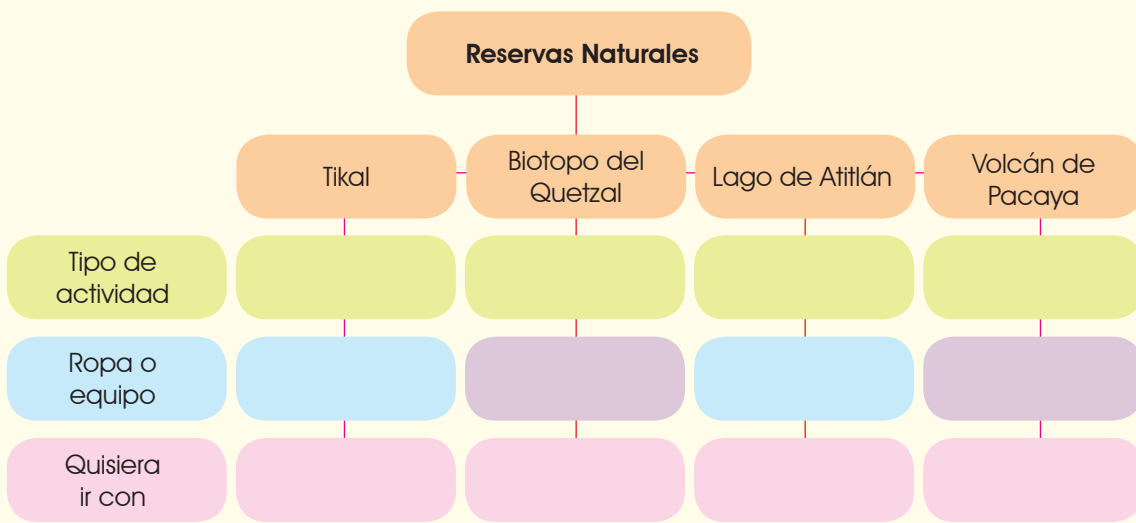 Reservas Naturales
Tikal
Biotopo del
Quetzal
Lago de Atitlán
Volcán de
Pacaya
Tipo de
actividad
Ropa o
equipo
Quisiera
ir con